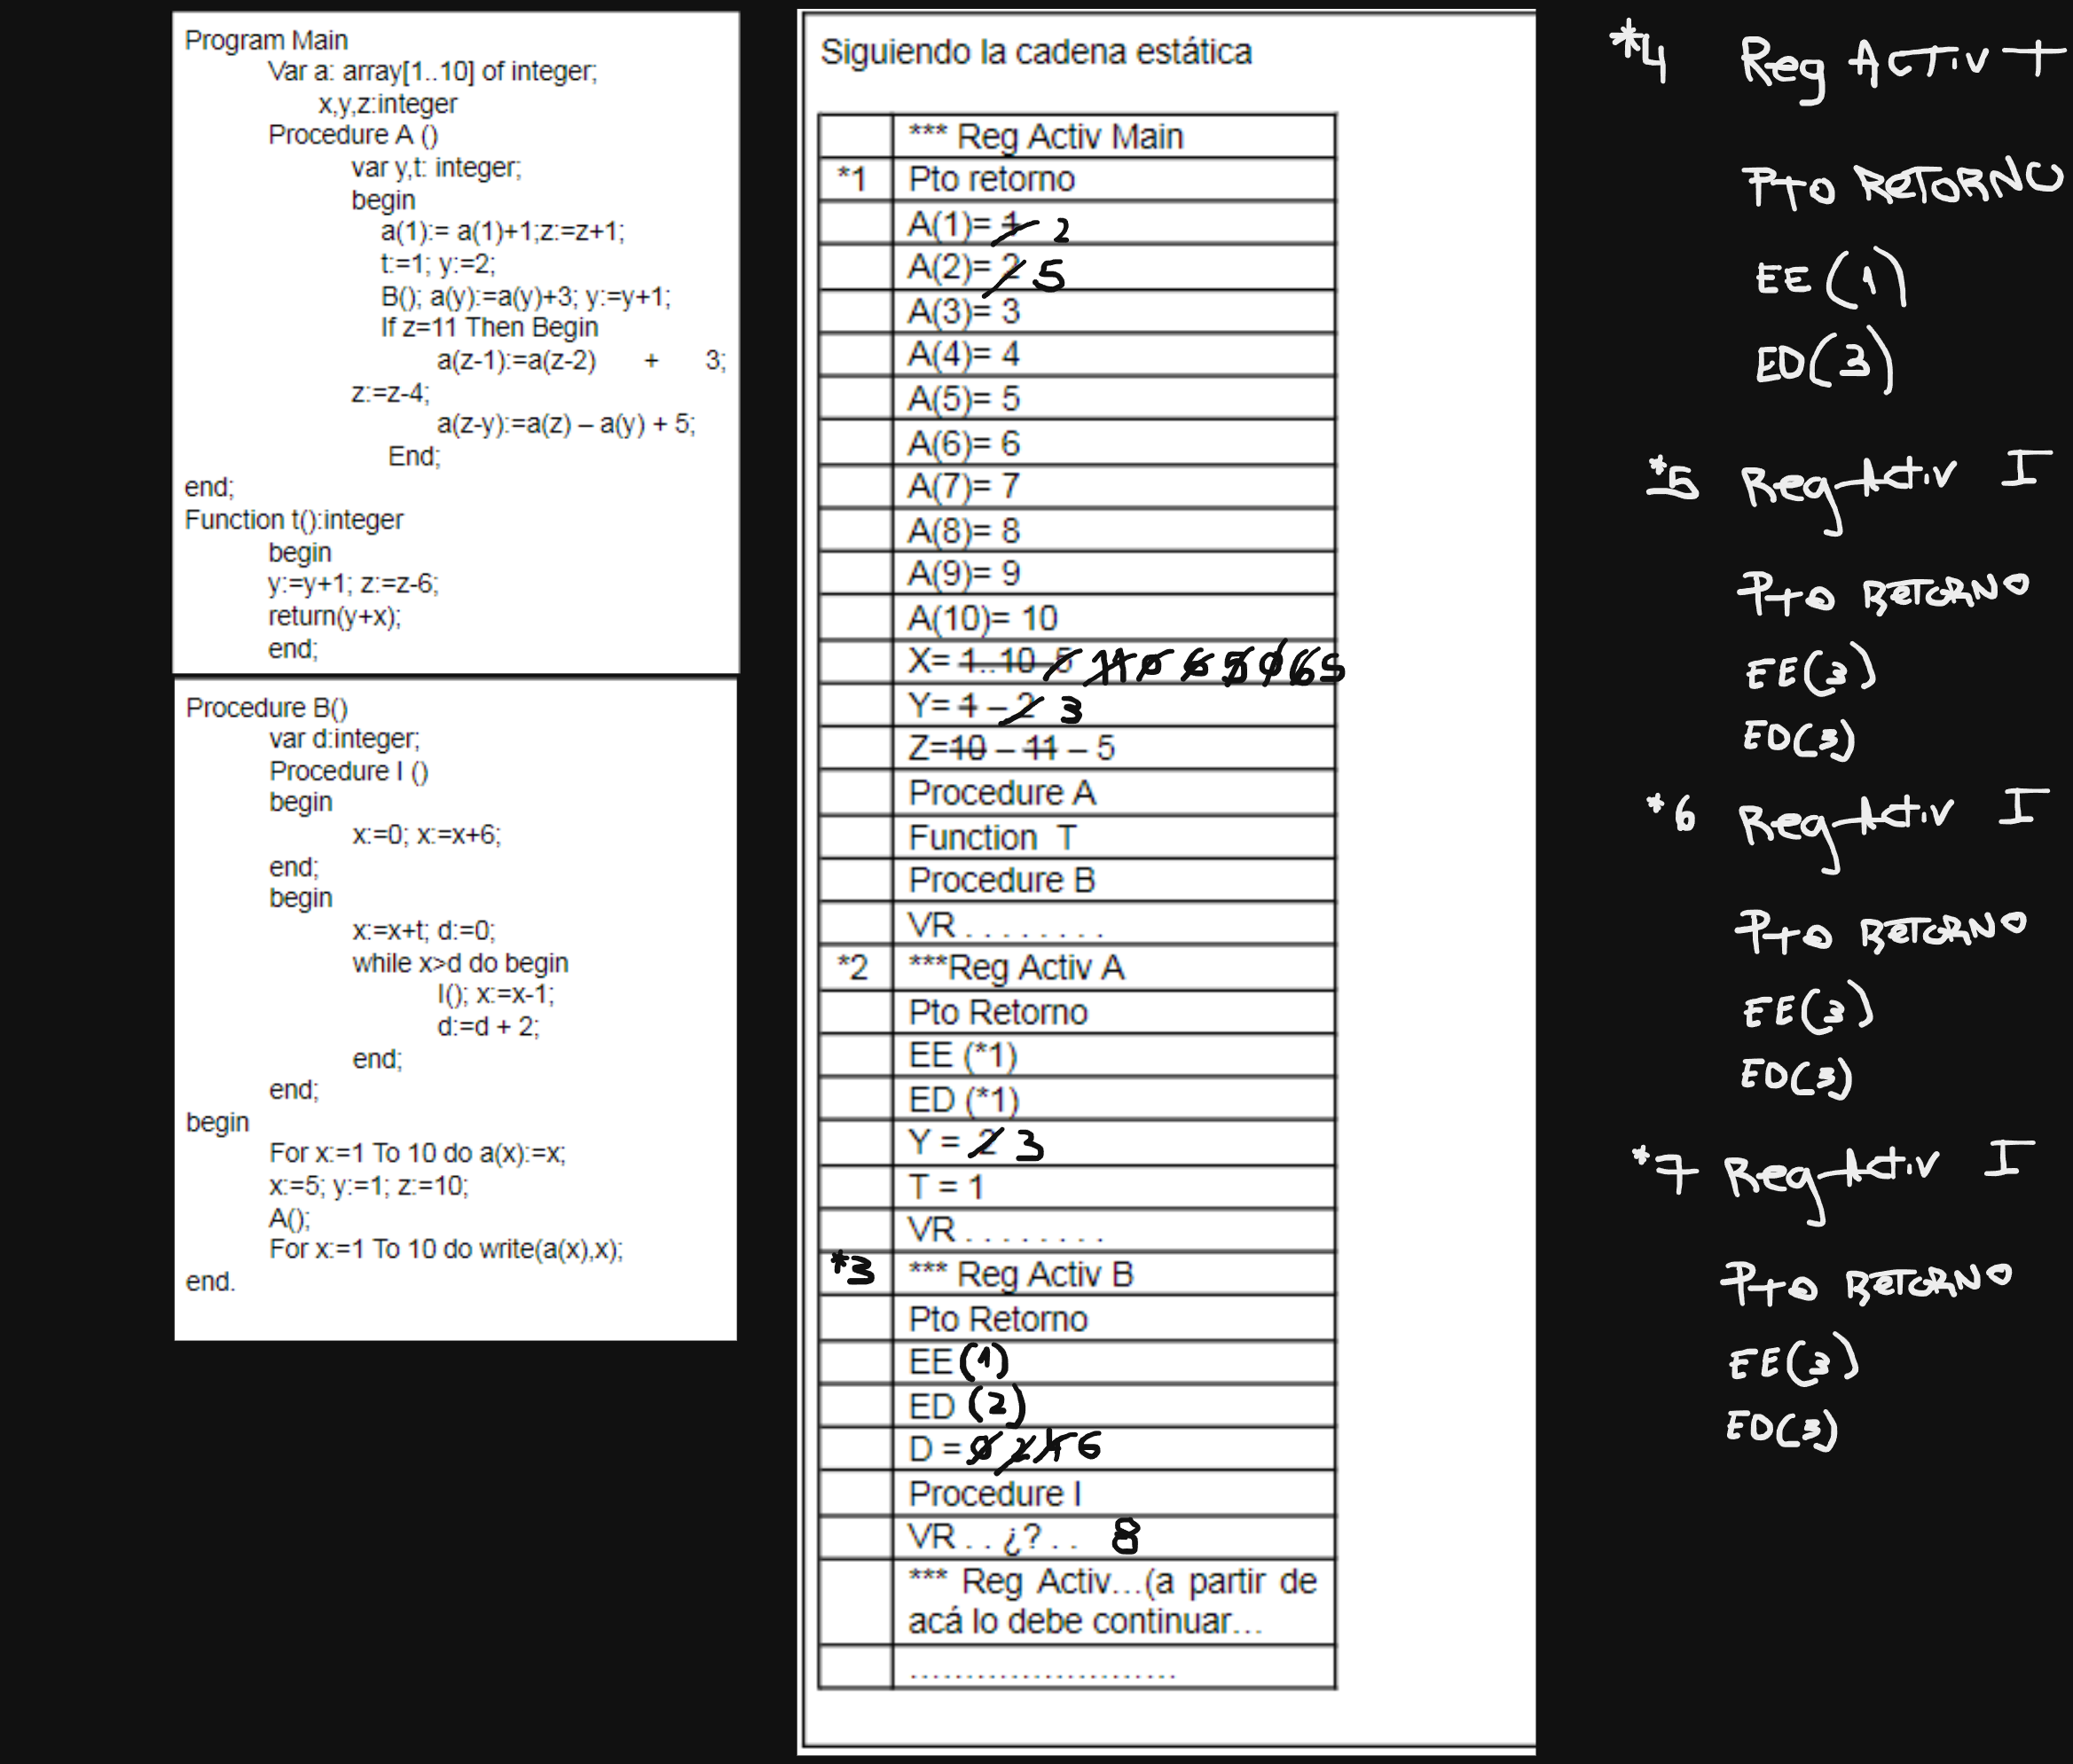 Program Main
Var a: array[1..10] of integer;
x,y,z:integer
Procedure A ()
var y,t: integer;
begin
a(1):= a(1)+1;z:=z+1;
t:=1; y:=2;
B(); a(y):=a(y)+3; y:=y+1;
If z=11 Then Begin
a(z-1):=a(z-2) + 3;
z:=z-4;
a(z-y):=a(z) – a(y) + 5;
End;
end;
Function t():integer
begin
y:=y+1; z:=z-6;
return(y+x);
end;
Procedure B()
var d:integer;
Procedure I ()
begin
x:=0; x:=x+6;
end;
begin
x:=x+t; d:=0;
while x>d do begin
I(); x:=x-1;
d:=d + 2;
end;
end;
begin
For x:=1 To 10 do a(x):=x;
x:=5; y:=1; z:=10;
A();
For x:=1 To 10 do write(a(x),x);
end.
Siguiendo la cadena estática
*** Reg Activ Main
*1 Pto retorno
A(1)= 1 2
A(2)= 2 5
A(3)= 3
A(4)= 4
A(5)= 5
A(6)= 6
A(7)= 7
A(8)= 8
A(9)= 9
A(10)= 10
X= 1..10 5 11 0 6 5 0 6 5
Y= 1 – 2 3
Z=10 – 11 – 5
Procedure A
Function T
Procedure B
VR . . . . . . . .
*2 ***Reg Activ A
Pto Retorno
EE (*1)
ED (*1)
Y = 2 3
T = 1
VR . . . . . . . .
*3 *** Reg Activ B
Pto Retorno
EE (1)
ED (2)
D = 0 2 4 6
Procedure I
VR . . ¿? . . 8
*** Reg Activ...(a partir de
acá lo debe continuar...
........................
*4 Reg Activ T
PTO RETORNO
EE (1)
ED(3)
*5 Reg Activ I
PTO RETORNO
EE(3)
ED(3)
*6 Reg Activ I
PTO RETORNO
EE(3)
ED(3)
*7 Reg Activ I
PTO RETORNO
EE(3)
ED(3)